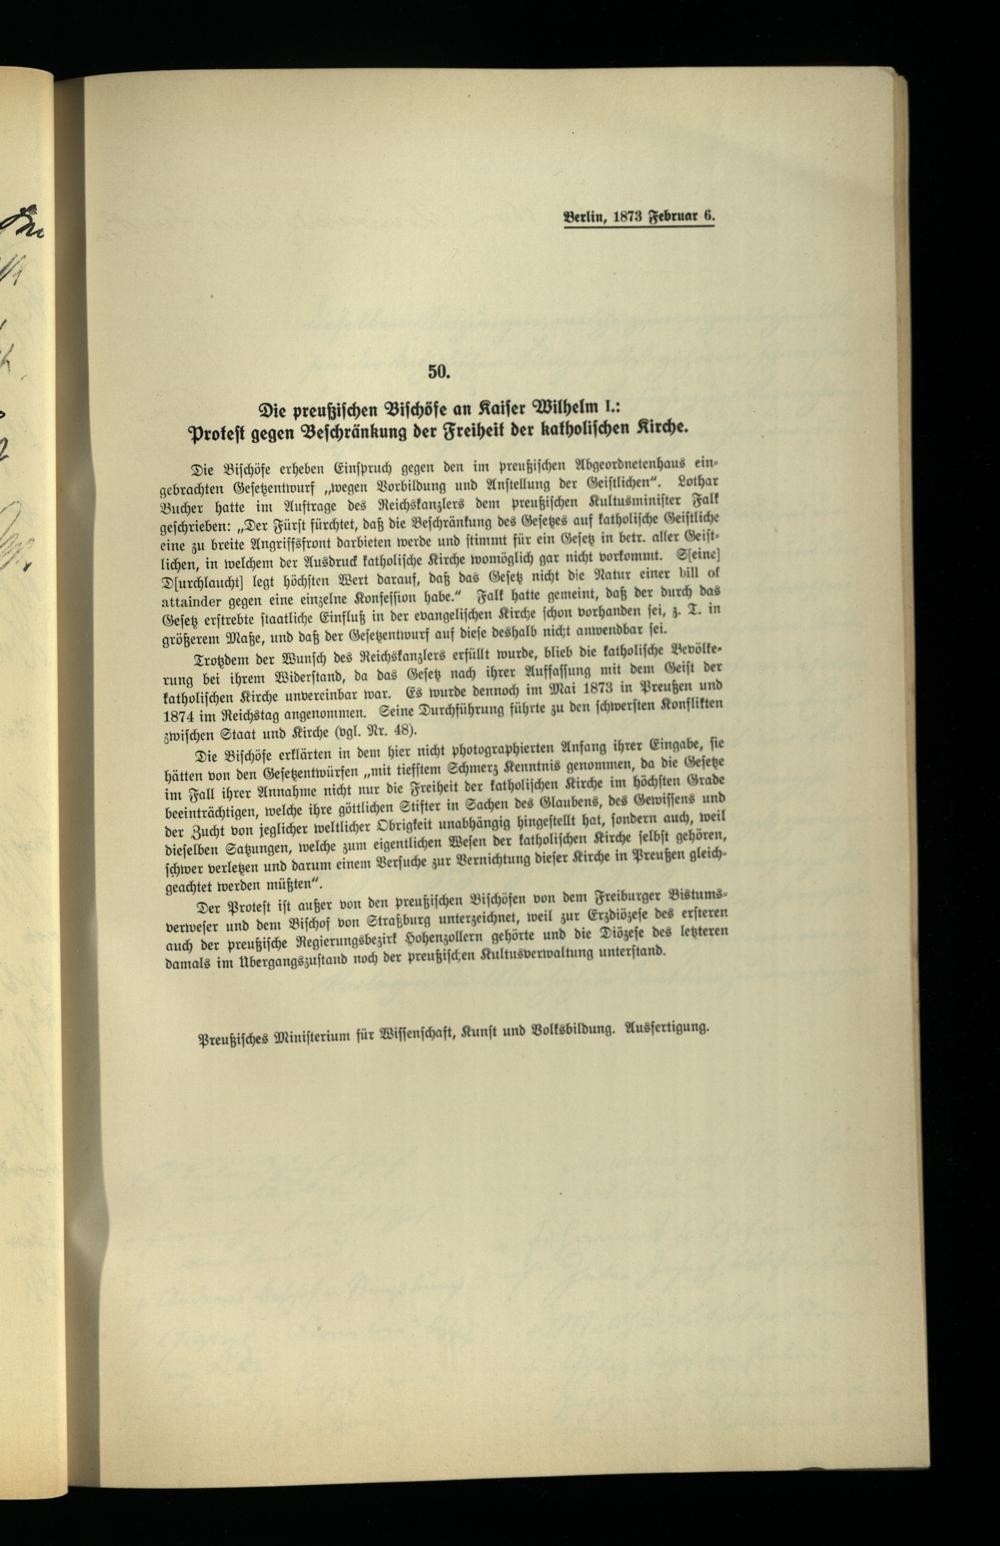 Berlin, 1873 Februar 6.
50.
Die preußischen Bischöfe an Kaiser Wilhelm I.:
Protest gegen Beschränkung der Freiheit der katholischen Kirche.
Die Bischöfe erheben Einspruch gegen den im preußischen Abgeordnetenhaus ein-
gebrachten Gesetzentwurf „wegen Vorbildung und Anstellung der Geistlichen“. Lothar
Bucher hatte im Auftrage des Reichskanzlers dem preußischen Kultusminister Falk
geschrieben: „Der Fürst fürchtet, daß die Beschränkung des Gesetzes auf katholische Geistliche
eine zu breite Angriffsfront darbieten werde und stimmt für ein Gesetz in betr. aller Geist-
lichen, in welchem der Ausdruck katholische Kirche womöglich gar nicht vorkommt. S[eine]
D[urchlaucht] legt höchsten Wert darauf, daß das Gesetz nicht die Natur einer bill of
attainder gegen eine einzelne Konfession habe.“ Falk hatte gemeint, daß der durch das
Gesetz erstrebte staatliche Einfluß in der evangelischen Kirche schon vorhanden sei, z. T. in
größerem Maße, und daß der Gesetzentwurf auf diese deshalb nicht anwendbar sei.
Trotzdem der Wunsch des Reichskanzlers erfüllt wurde, blieb die katholische Bevölke-
rung bei ihrem Widerstand, da das Gesetz nach ihrer Auffassung mit dem Geist der
katholischen Kirche unvereinbar war. Es wurde dennoch im Mai 1873 in Preußen und
1874 im Reichstag angenommen. Seine Durchführung führte zu den schwersten Konflikten
zwischen Staat und Kirche (vgl. Nr. 48).
Die Bischöfe erklärten in dem hier nicht photographierten Anfang ihrer Eingabe, sie
hätten von den Gesetzentwürfen „mit tiefstem Schmerz Kenntnis genommen, da die Gesetze
im Fall ihrer Annahme nicht nur die Freiheit der katholischen Kirche im höchsten Grade
beeinträchtigen, welche ihre göttlichen Stifter in Sachen des Glaubens, des Gewissens und
der Zucht von jeglicher weltlicher Obrigkeit unabhängig hingestellt hat, sondern auch, weil
dieselben Satzungen, welche zum eigentlichen Wesen der katholischen Kirche selbst gehören,
schwer verletzen und darum einem Versuche zur Vernichtung dieser Kirche in Preußen gleich-
geachtet werden müßten“.
Der Protest ist außer von den preußischen Bischöfen von dem Freiburger Bistums-
verweser und dem Bischof von Straßburg unterzeichnet, weil zur Erzdiözese des ersteren
auch der preußische Regierungsbezirk Hohenzollern gehörte und die Diözese des letzteren
damals im Übergangszustand noch der preußischen Kultusverwaltung unterstand.
Preußisches Ministerium für Wissenschaft, Kunst und Volksbildung. Ausfertigung.